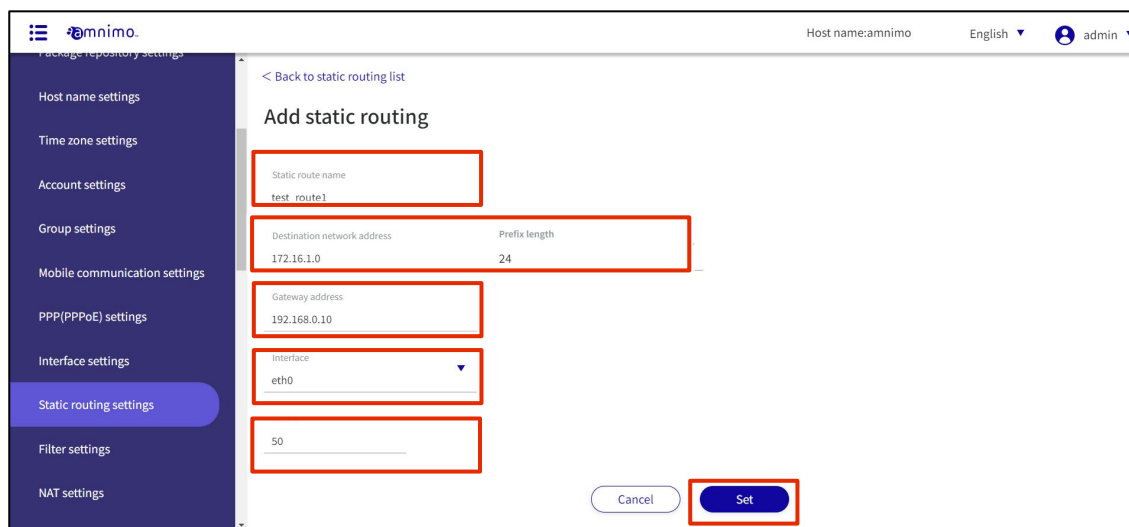 amnimo
Host name:amnimo
English
admin
Package repository settings
Host name settings
Time zone settings
Account settings
Group settings
Mobile communication settings
PPP(PPPoE) settings
Interface settings
Static routing settings
Filter settings
NAT settings
< Back to static routing list
Add static routing
Static route name
test_route1
Destination network address Prefix length
172.16.1.0 24
Gateway address
192.168.0.10
Interface
eth0
50
Cancel Set